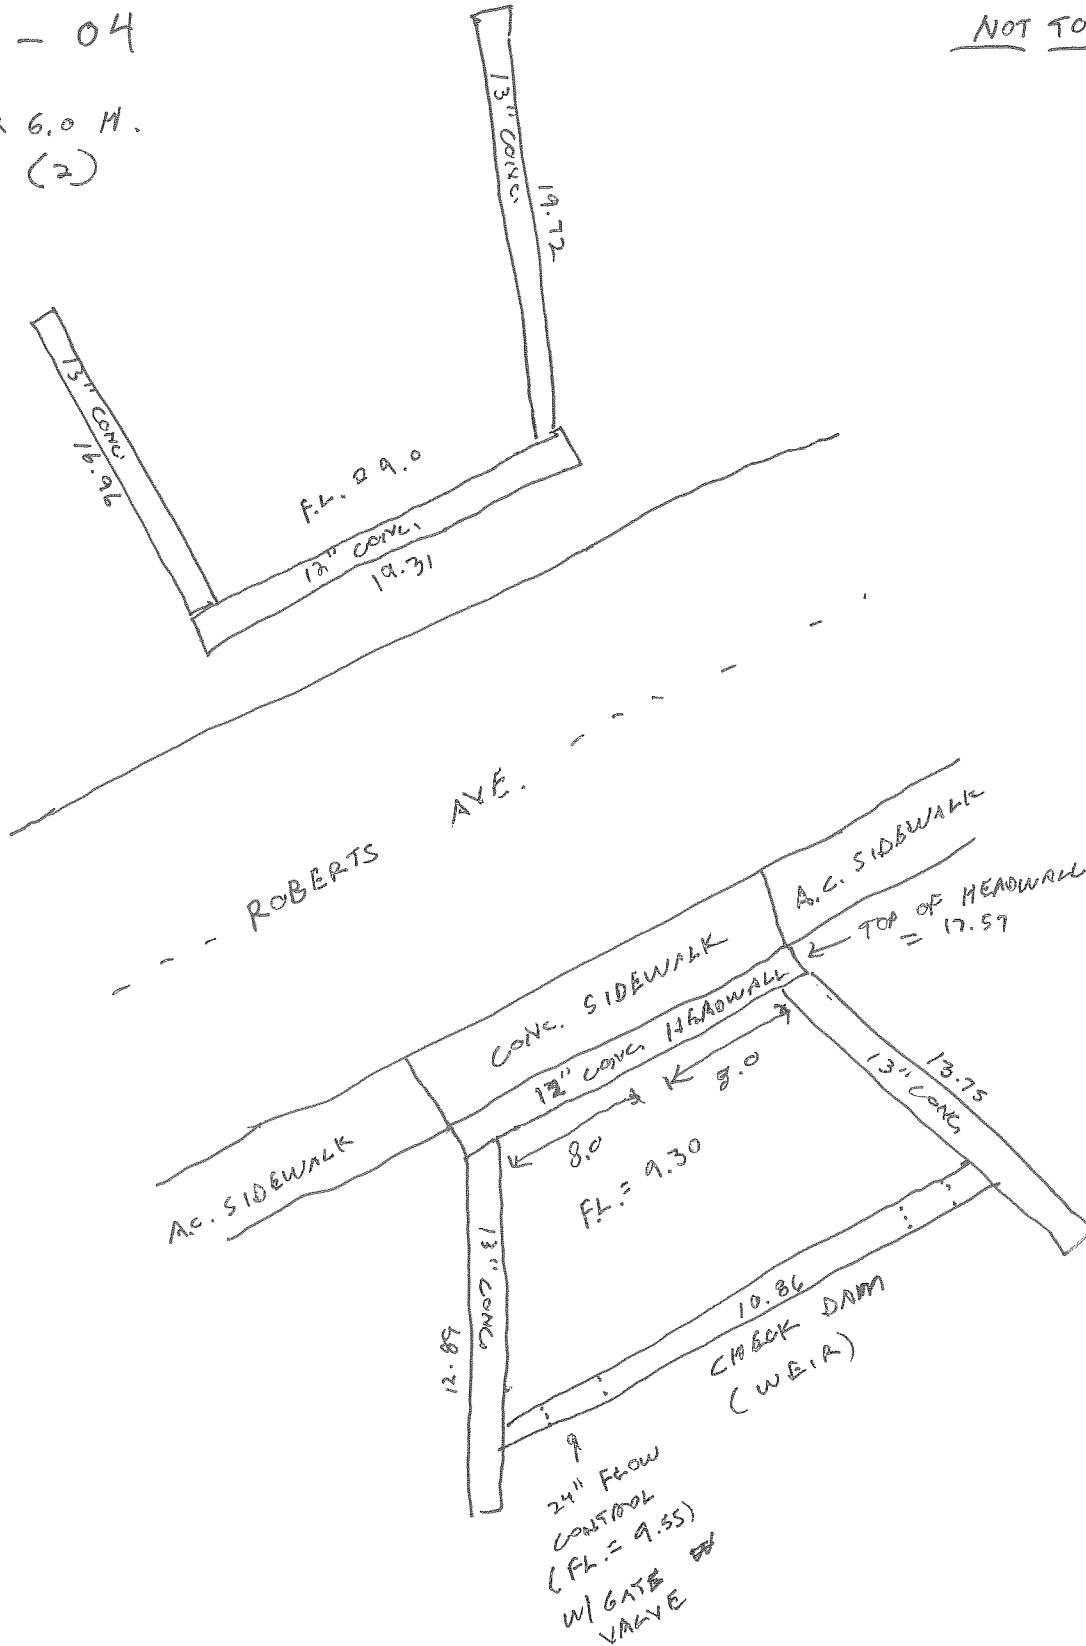 - 04
NOT TO
x 6.0 H.
(2)
13" CONC.
19.72
13" CONC.
16.96
F.L. = 9.0
12" CONC.
19.31
ROBERTS AVE.
A.C. SIDEWALK
TOP OF HEADWALL
= 17.57
CONC. SIDEWALK
12" CONC. HEADWALL
8.0
8.0
FL. = 9.30
A.C. SIDEWALK
13" CONC
12.89
13.75
13" CONC
10.86
CHECK DAM
(WEIR)
24" FLOW
CONTROL
(FL. = 9.55)
W/ GATE
VALVE